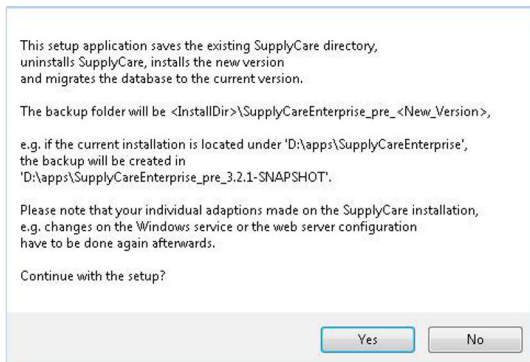 This setup application saves the existing SupplyCare directory,
uninstalls SupplyCare, installs the new version
and migrates the database to the current version.
The backup folder will be <InstallDir>\SupplyCareEnterprise_pre_<New_Version>,
e.g. if the current installation is located under 'D:\apps\SupplyCareEnterprise',
the backup will be created in
'D:\apps\SupplyCareEnterprise_pre_3.2.1-SNAPSHOT'.
Please note that your individual adaptions made on the SupplyCare installation,
e.g. changes on the Windows service or the web server configuration
have to be done again afterwards.
Continue with the setup?
Yes No